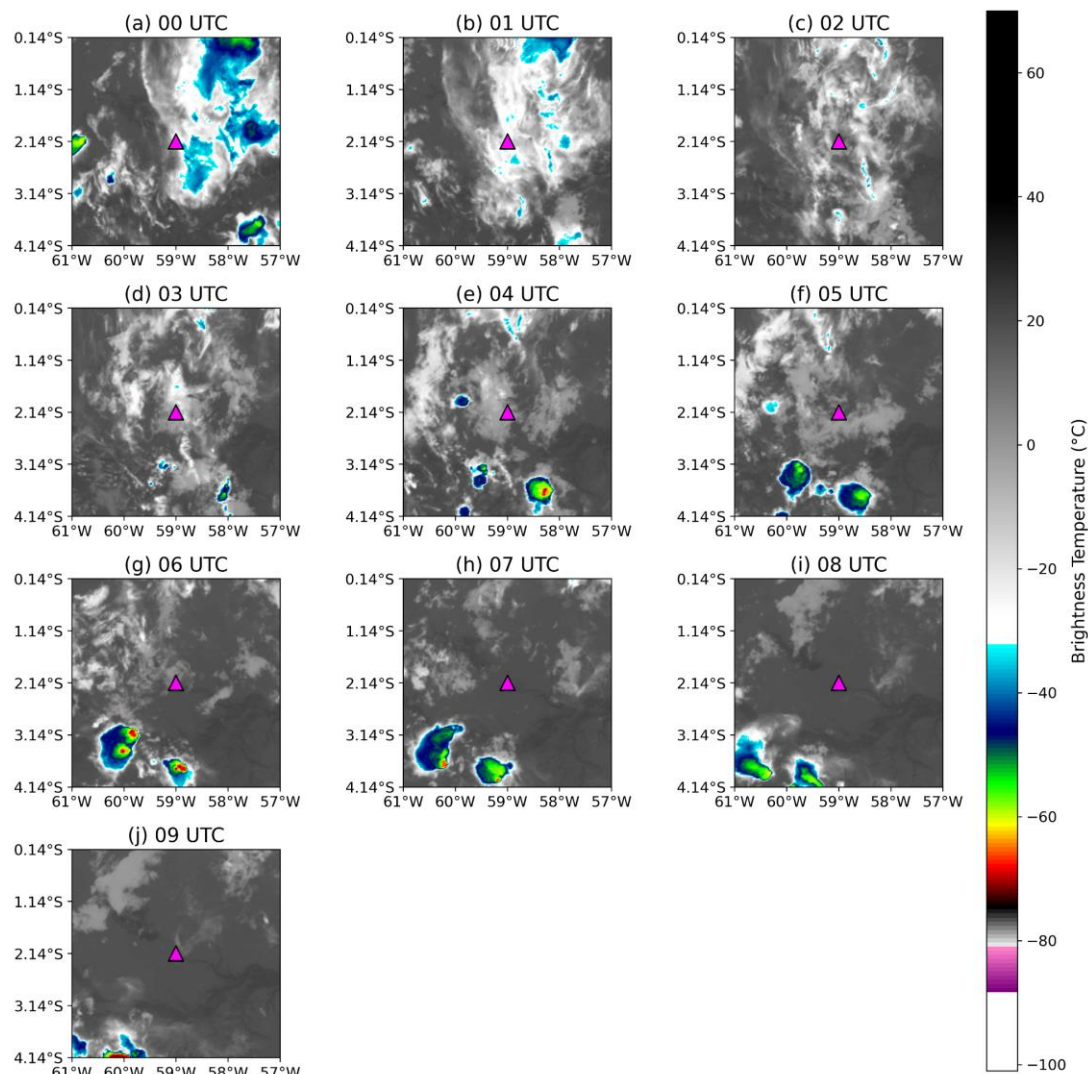 (a) 00 UTC
(b) 01 UTC
(c) 02 UTC
0.14°S
1.14°S
2.14°S
3.14°S
4.14°S
61°W 60°W 59°W 58°W 57°W
0.14°S
1.14°S
2.14°S
3.14°S
4.14°S
61°W 60°W 59°W 58°W 57°W
0.14°S
1.14°S
2.14°S
3.14°S
4.14°S
61°W 60°W 59°W 58°W 57°W
(d) 03 UTC
(e) 04 UTC
(f) 05 UTC
0.14°S
1.14°S
2.14°S
3.14°S
4.14°S
61°W 60°W 59°W 58°W 57°W
0.14°S
1.14°S
2.14°S
3.14°S
4.14°S
61°W 60°W 59°W 58°W 57°W
0.14°S
1.14°S
2.14°S
3.14°S
4.14°S
61°W 60°W 59°W 58°W 57°W
(g) 06 UTC
(h) 07 UTC
(i) 08 UTC
0.14°S
1.14°S
2.14°S
3.14°S
4.14°S
61°W 60°W 59°W 58°W 57°W
0.14°S
1.14°S
2.14°S
3.14°S
4.14°S
61°W 60°W 59°W 58°W 57°W
0.14°S
1.14°S
2.14°S
3.14°S
4.14°S
61°W 60°W 59°W 58°W 57°W
(j) 09 UTC
0.14°S
1.14°S
2.14°S
3.14°S
4.14°S
61°W 60°W 59°W 58°W 57°W
60
40
20
0
−20
−40
−60
−80
−100
Brightness Temperature (°C)